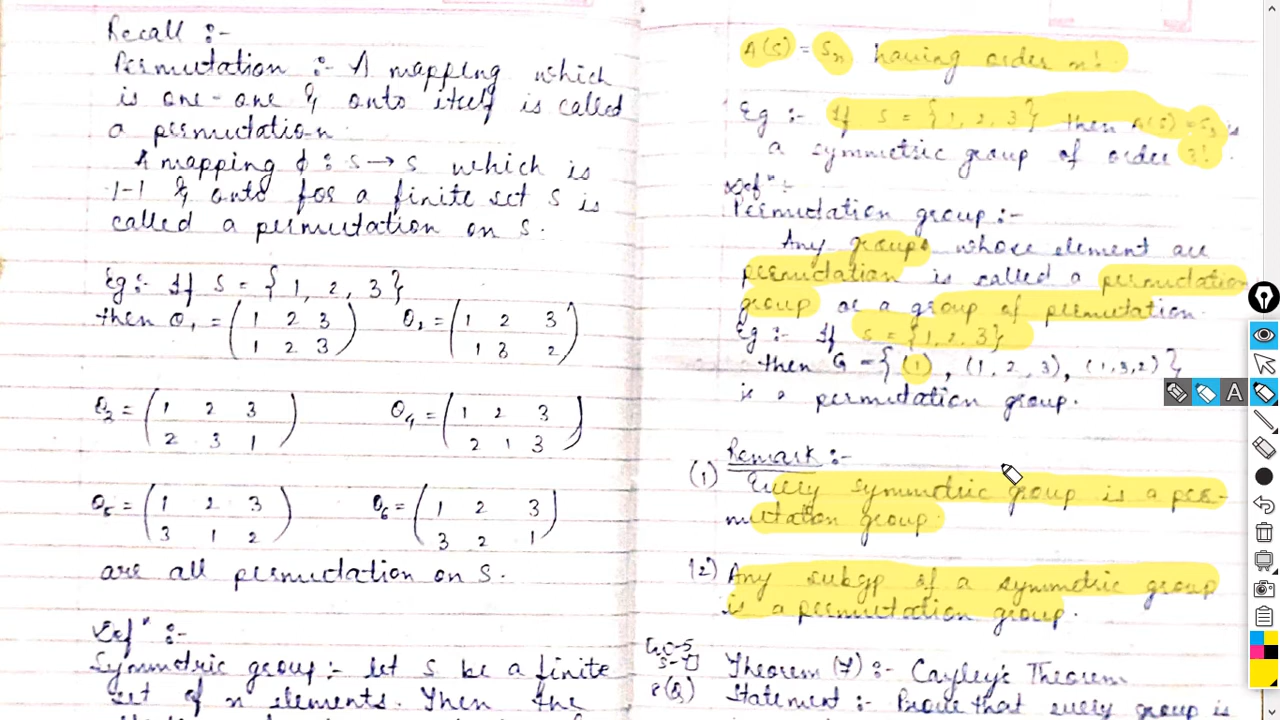 Recall :-
Permutation :- A mapping which
is one-one & onto itself is called
a permutation.
A mapping ϕ : S → S which is
1-1 & onto for a finite set S is
called a permutation on S.
Eg:- If S = { 1, 2, 3 }
then θ₁ = ( 1 2 3 θ₂ = ( 1 2 3
1 2 3 ) 1 3 2 )
θ₃ = ( 1 2 3 θ₄ = ( 1 2 3
2 3 1 ) 2 1 3 )
θ₅ = ( 1 2 3 θ₆ = ( 1 2 3
3 1 2 ) 3 2 1 )
are all permutation on S.
Defⁿ :-
Symmetric group :- let S be a finite
set of n elements. Then the
A(S) = Sₙ having order n!
Eg :- If S = { 1, 2, 3 } then A(S) = S₃ is
a symmetric group of order 3!.
Defⁿ :-
Permutation group :-
Any group whose element are
permutation is called a permutation
group or a group of permutation.
Eg :- If S = { 1, 2, 3 }
then G = { (1), (1, 2, 3), (1,3,2) }
is a permutation group.
Remark :-
(1) Every symmetric group is a per-
mutation group.
(2) Any subgp of a symmetric group
is a permutation group.
Theorem (7) :- Cayley's Theorem
(Q) Statement :- Prove that every group is
A